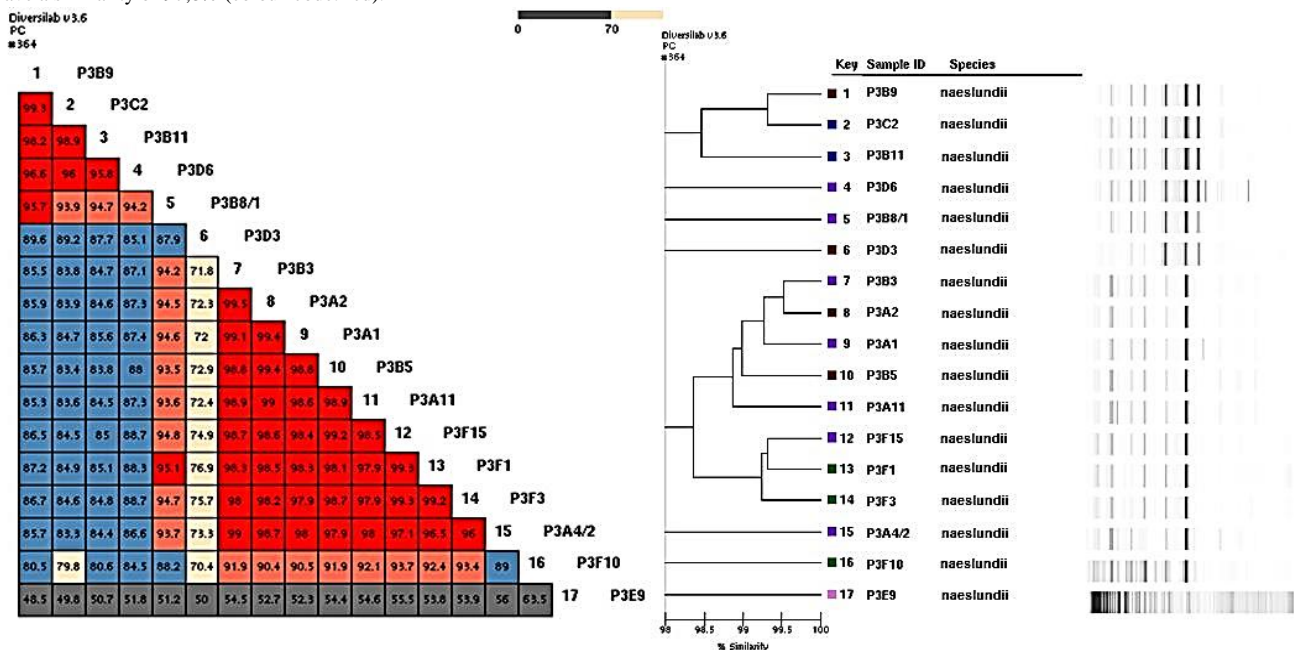 Diversilab v3.6
PC
#364
0 70
1 P3B9
99.3 2 P3C2
98.2 98.9 3 P3B11
96.6 96 95.8 4 P3D6
95.7 93.9 94.7 94.2 5 P3B8/1
89.6 89.2 87.7 85.1 87.9 6 P3D3
85.5 83.8 84.7 87.1 94.2 71.8 7 P3B3
85.9 83.9 84.6 87.3 94.5 72.3 99.5 8 P3A2
86.3 84.7 85.6 87.4 94.6 72 99.1 99.4 9 P3A1
85.7 83.4 83.8 88 93.5 72.9 98.8 99.4 98.8 10 P3B5
85.3 83.6 84.5 87.3 93.6 72.4 98.9 99 98.6 98.9 11 P3A11
86.5 84.5 85 88.7 94.8 74.9 98.7 98.6 98.4 99.2 98.5 12 P3F15
87.2 84.9 85.1 88.3 95.1 76.9 98.3 98.5 98.3 98.1 97.9 99.3 13 P3F1
86.7 84.6 84.8 88.7 94.7 75.7 98 98.2 97.9 98.7 97.9 99.3 99.2 14 P3F3
85.7 83.3 84.4 86.6 93.7 73.3 99 98.7 98 97.9 98 97.1 96.5 96 15 P3A4/2
80.5 79.8 80.6 84.5 88.2 70.4 91.9 90.4 90.5 91.9 92.1 93.7 92.4 93.4 89 16 P3F10
48.5 49.8 50.7 51.8 51.2 50 54.5 52.7 52.3 54.4 54.6 55.5 53.8 53.9 56 63.5 17 P3E9
Diversilab v3.6
PC
#364
Key Sample ID Species
1 P3B9 naeslundii
2 P3C2 naeslundii
3 P3B11 naeslundii
4 P3D6 naeslundii
5 P3B8/1 naeslundii
6 P3D3 naeslundii
7 P3B3 naeslundii
8 P3A2 naeslundii
9 P3A1 naeslundii
10 P3B5 naeslundii
11 P3A11 naeslundii
12 P3F15 naeslundii
13 P3F1 naeslundii
14 P3F3 naeslundii
15 P3A4/2 naeslundii
16 P3F10 naeslundii
17 P3E9 naeslundii
98 98.5 99 99.5 100
% Similarity